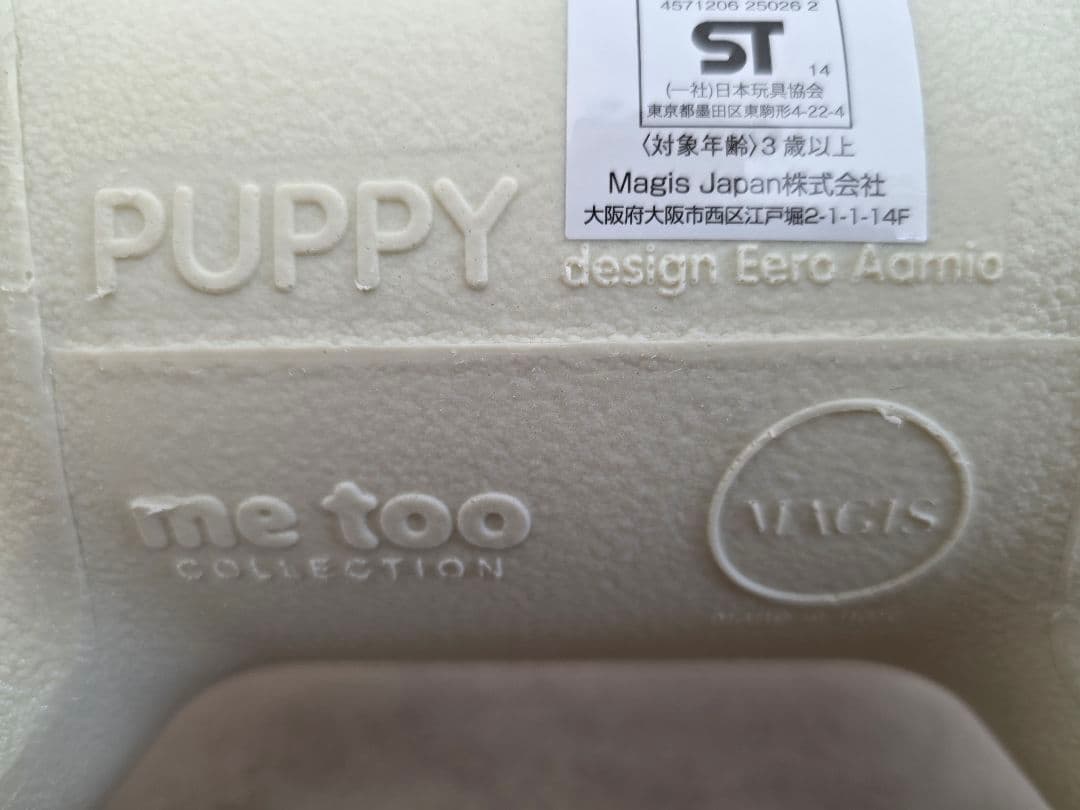 4571206 25026 2
ST
14
(一社)日本玩具協会
東京都墨田区東駒形4-22-4
〈対象年齢〉3歳以上
Magis Japan株式会社
大阪府大阪市西区江戸堀2-1-1-14F
PUPPY
design Eero Aarnio
me too
COLLECTION
MAGIS